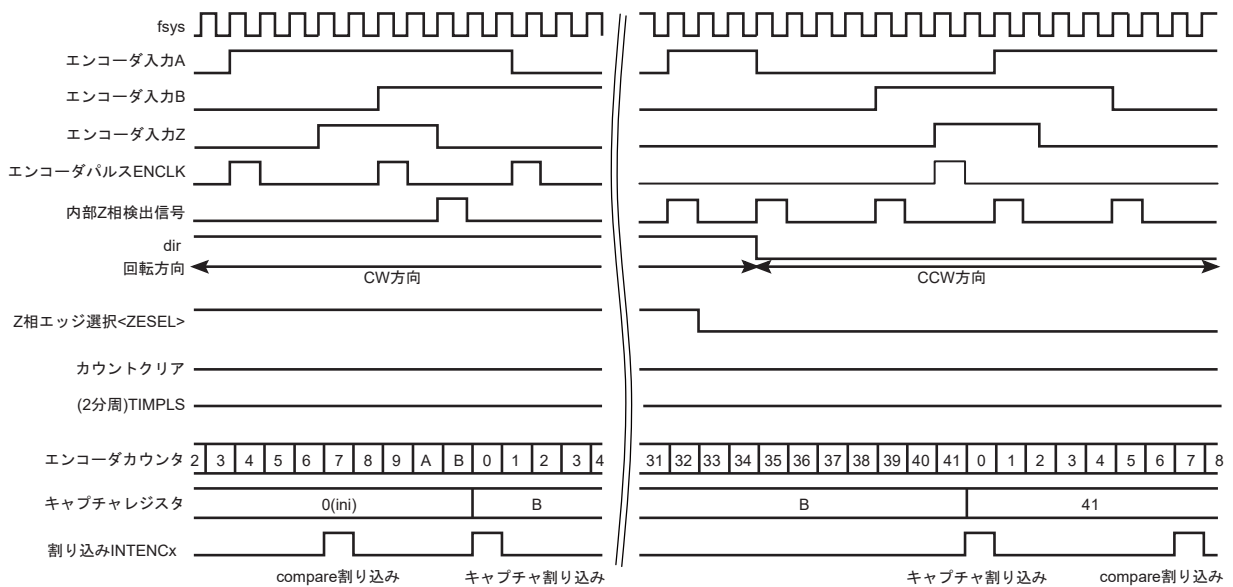 fsys
エンコーダ入力A
エンコーダ入力B
エンコーダ入力Z
エンコーダパルスENCLK
内部Z相検出信号
dir
回転方向
CW方向
CCW方向
Z相エッジ選択<ZESEL>
カウントクリア
(2分周)TIMPLS
エンコーダカウンタ 2 3 4 5 6 7 8 9 A B 0 1 2 3 4 31 32 33 34 35 36 37 38 39 40 41 0 1 2 3 4 5 6 7 8
キャプチャレジスタ 0(ini) B B 41
割り込みINTENCx
compare割り込み キャプチャ割り込み キャプチャ割り込み compare割り込み